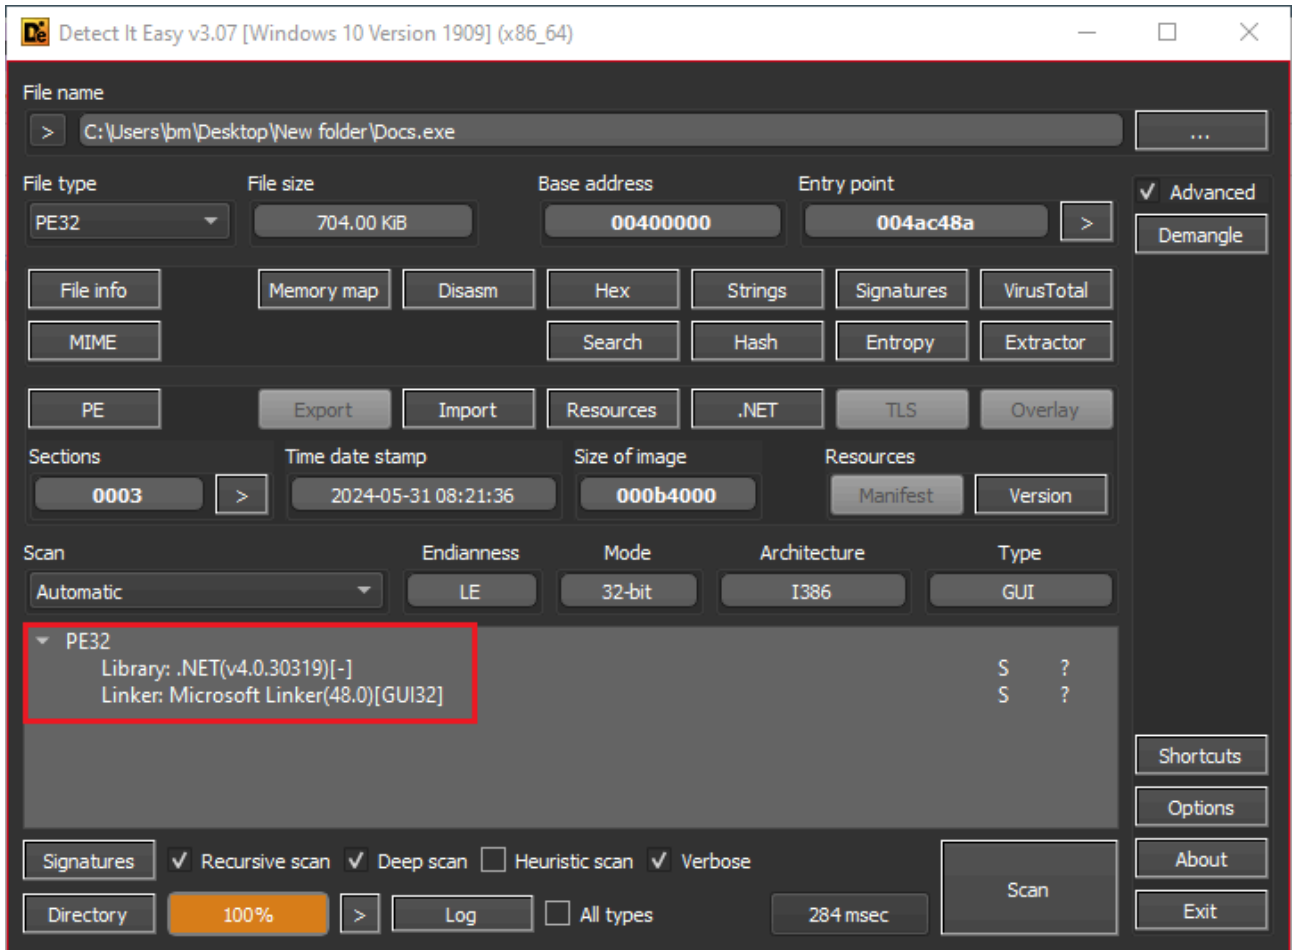 Detect It Easy v3.07 [Windows 10 Version 1909] (x86_64)
File name
> C:\Users\bm\Desktop\New folder\Docs.exe ...
File type File size Base address Entry point Advanced
PE32 704.00 KiB 00400000 004ac48a > Demangle
File info Memory map Disasm Hex Strings Signatures VirusTotal
MIME Search Hash Entropy Extractor
PE Export Import Resources .NET TLS Overlay
Sections Time date stamp Size of image Resources
0003 > 2024-05-31 08:21:36 000b4000 Manifest Version
Scan Endianness Mode Architecture Type
Automatic LE 32-bit I386 GUI
PE32
Library: .NET(v4.0.30319)[-] S ?
Linker: Microsoft Linker(48.0)[GUI32] S ?
Shortcuts
Options
Signatures Recursive scan Deep scan Heuristic scan Verbose About
Scan
Directory 100% > Log All types 284 msec Exit